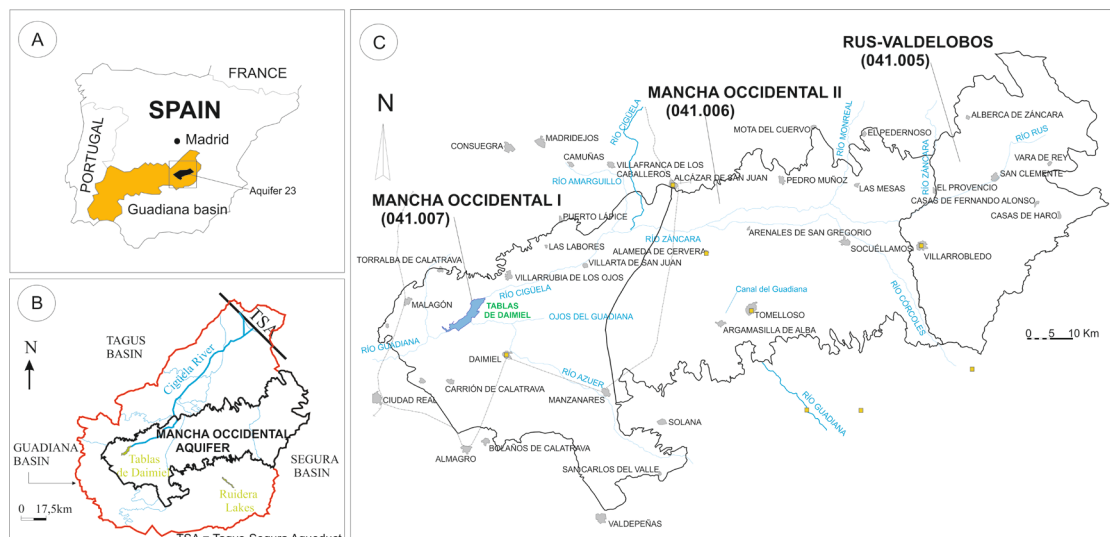 A
FRANCE
SPAIN
Madrid
PORTUGAL
Aquifer 23
Guadiana basin
B
N
TAGUS
BASIN
TSA
Cigüela River
MANCHA OCCIDENTAL
AQUIFER
GUADIANA
BASIN
Tablas
de Daimiel
SEGURA
BASIN
Ruidera
Lakes
0 17,5km
TSA = Tagus-Segura Aqueduct
C
N
RUS-VALDELOBOS
(041.005)
MANCHA OCCIDENTAL II
(041.006)
MANCHA OCCIDENTAL I
(041.007)
RÍO CIGÜELA
RÍO MONREAL
ALBERCA DE ZÁNCARA
MOTA DEL CUERVO
EL PEDERNOSO
RÍO RUS
MADRIDEJOS
CONSUEGRA
CAMUÑAS
VILLAFRANCA DE LOS
CABALLEROS
RÍO ZÁNCARA
VARA DE REY
SAN CLEMENTE
RÍO AMARGUILLO
ALCÁZAR DE SAN JUAN
PEDRO MUÑOZ
LAS MESAS
EL PROVENCIO
CASAS DE FERNANDO ALONSO
CASAS DE HARO
PUERTO LÁPICE
ARENALES DE SAN GREGORIO
RÍO ZÁNCARA
LAS LABORES
ALAMEDA DE CERVERA
SOCUÉLLAMOS
VILLARROBLEDO
TORRALBA DE CALATRAVA
VILLARTA DE SAN JUAN
VILLARRUBIA DE LOS OJOS
RÍO CIGÜELA
Canal del Guadiana
RÍO CÓRCOLES
MALAGÓN
TABLAS
DE DAIMIEL
OJOS DEL GUADIANA
TOMELLOSO
ARGAMASILLA DE ALBA
0 5 10 Km
RÍO GUADIANA
DAIMIEL
RÍO AZUER
CARRIÓN DE CALATRAVA
MANZANARES
CIUDAD REAL
RÍO GUADIANA
SOLANA
BOLAÑOS DE CALATRAVA
ALMAGRO
SAN CARLOS DEL VALLE
VALDEPEÑAS